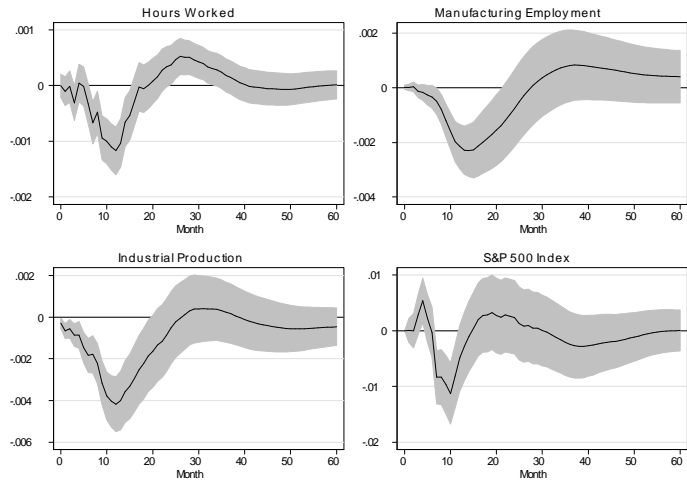 Hours Worked
.001
0
-.001
-.002
0 10 20 30 40 50 60
Month
Manufacturing Employment
.002
0
-.002
-.004
0 10 20 30 40 50 60
Month
Industrial Production
.002
0
-.002
-.004
-.006
0 10 20 30 40 50 60
Month
S&P 500 Index
.01
0
-.01
-.02
0 10 20 30 40 50 60
Month